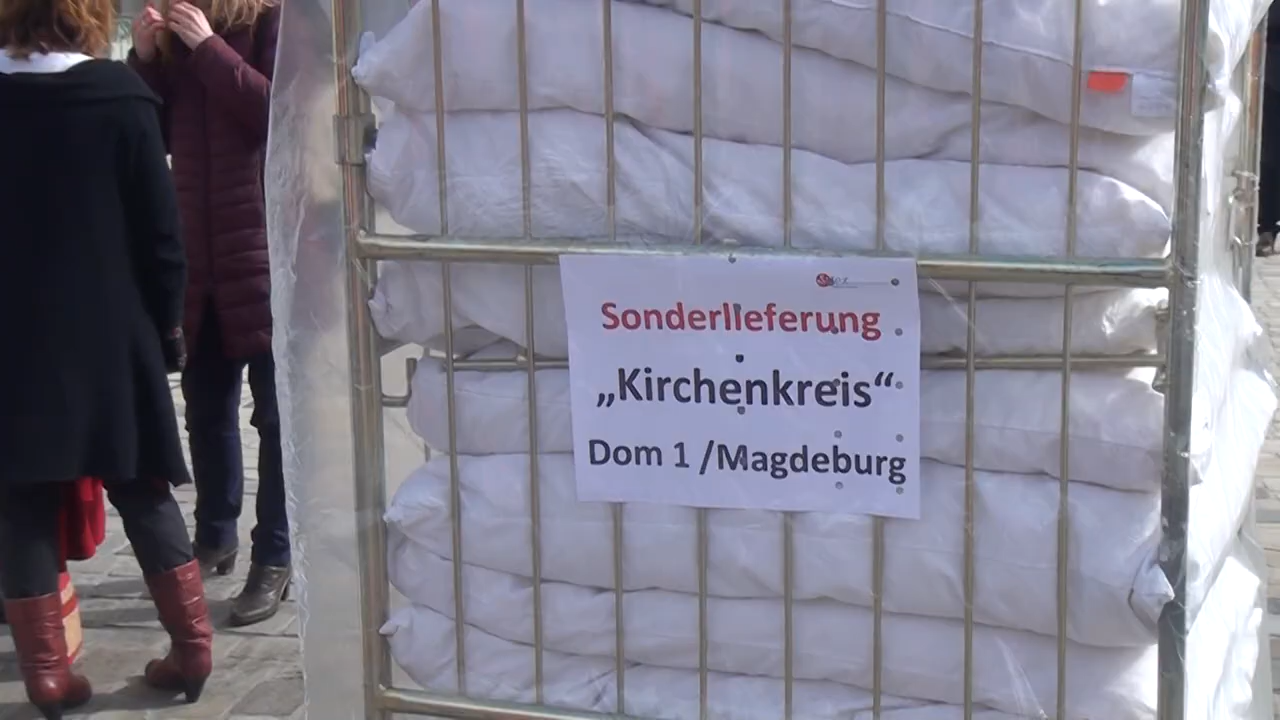 Sonderlieferung
„Kirchenkreis“
Dom 1 /Magdeburg